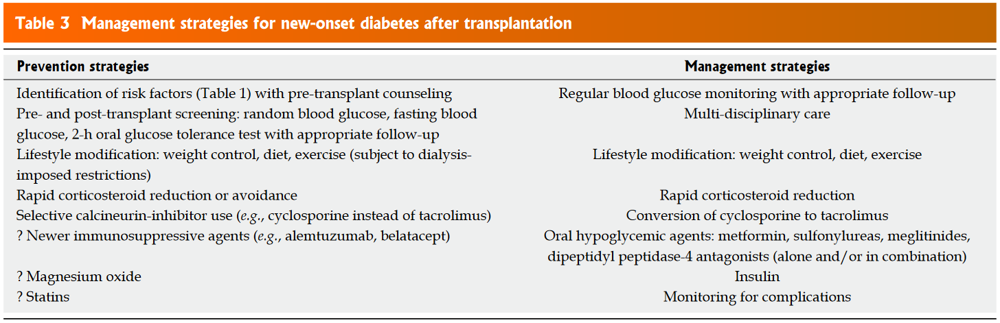 Table 3 Management strategies for new-onset diabetes after transplantation
Prevention strategies Management strategies
Identification of risk factors (Table 1) with pre-transplant counseling Regular blood glucose monitoring with appropriate follow-up
Pre- and post-transplant screening: random blood glucose, fasting blood Multi-disciplinary care
glucose, 2-h oral glucose tolerance test with appropriate follow-up
Lifestyle modification: weight control, diet, exercise (subject to dialysis- Lifestyle modification: weight control, diet, exercise
imposed restrictions)
Rapid corticosteroid reduction or avoidance Rapid corticosteroid reduction
Selective calcineurin-inhibitor use (e.g., cyclosporine instead of tacrolimus) Conversion of cyclosporine to tacrolimus
? Newer immunosuppressive agents (e.g., alemtuzumab, belatacept) Oral hypoglycemic agents: metformin, sulfonylureas, meglitinides,
dipeptidyl peptidase-4 antagonists (alone and/or in combination)
? Magnesium oxide Insulin
? Statins Monitoring for complications